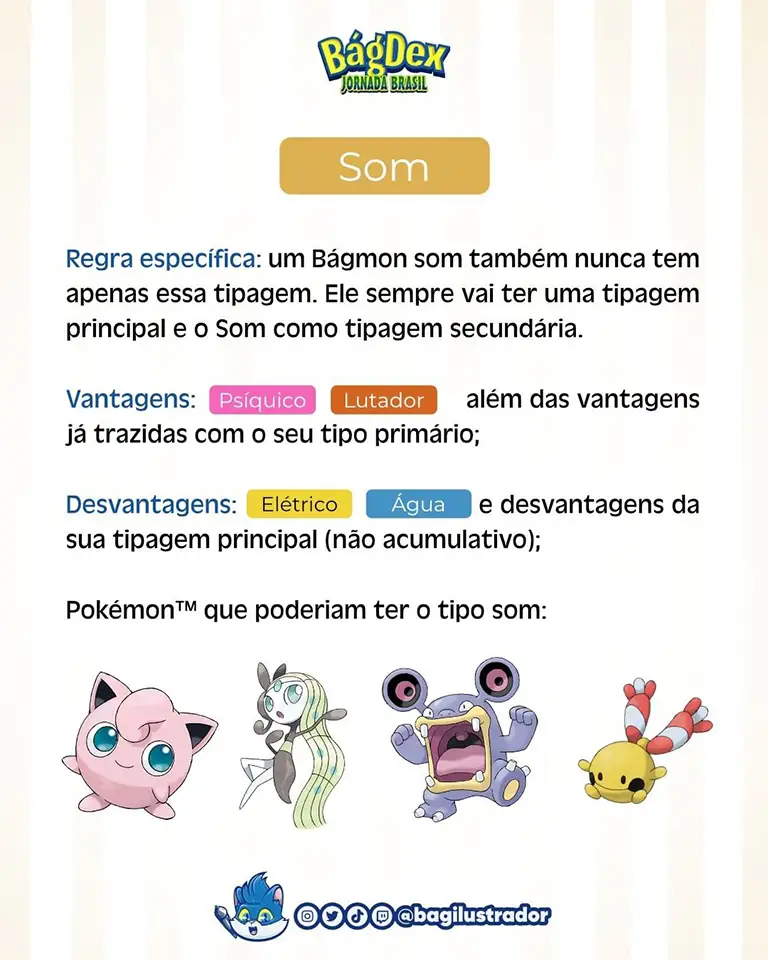 BágDex
JORNADA BRASIL
Som
Regra específica: um Bágmon som também nunca tem
apenas essa tipagem. Ele sempre vai ter uma tipagem
principal e o Som como tipagem secundária.
Vantagens: Psíquico Lutador além das vantagens
já trazidas com o seu tipo primário;
Desvantagens: Elétrico Água e desvantagens da
sua tipagem principal (não acumulativo);
Pokémon™ que poderiam ter o tipo som:
@bagilustrador